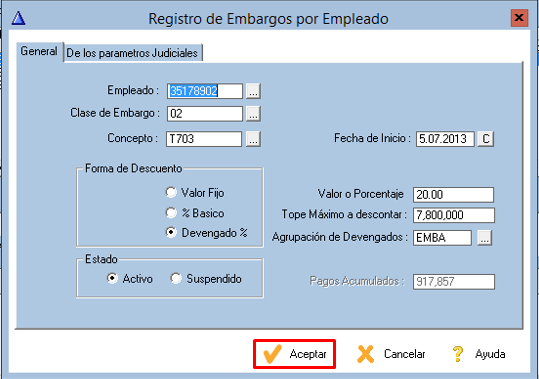 Registro de Embargos por Empleado
General
De los parametros Judiciales
Empleado : 35178902 ...
Clase de Embargo : 02 ...
Concepto : T703 ...
Fecha de Inicio : 5.07.2013 C
Forma de Descuento
Valor Fijo
% Basico
Devengado %
Valor o Porcentaje 20.00
Tope Máximo a descontar : 7,800,000
Agrupación de Devengados : EMBA ...
Estado
Activo
Suspendido
Pagos Acumulados : 917,857
Aceptar
Cancelar
? Ayuda